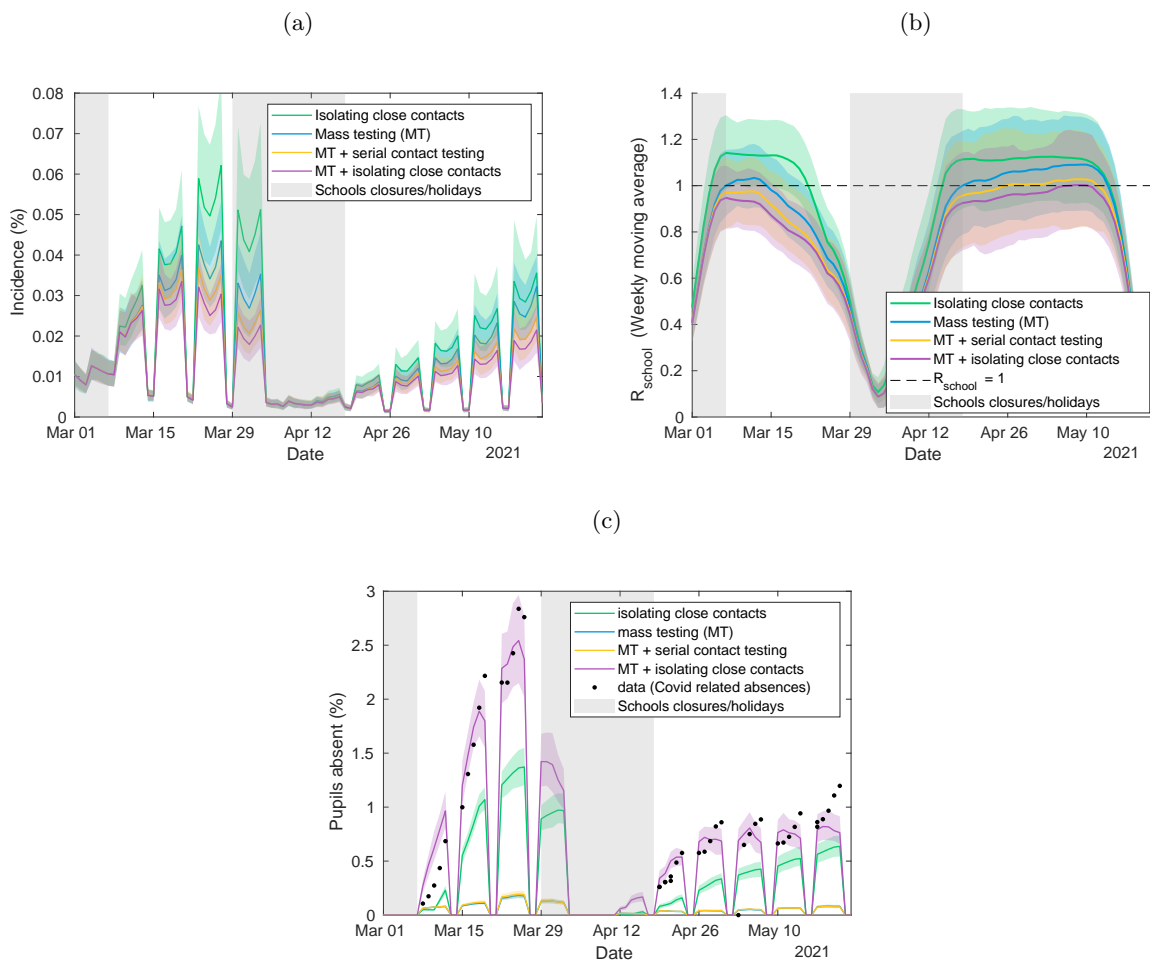 (a)
0.08
0.07
0.06
0.05
0.04
0.03
0.02
0.01
0
Incidence (%)
Isolating close contacts
Mass testing (MT)
MT + serial contact testing
MT + isolating close contacts
Schools closures/holidays
Mar 01 Mar 15 Mar 29 Apr 12 Apr 26 May 10
Date
2021
(b)
1.4
1.2
1
0.8
0.6
0.4
0.2
0
R_school (Weekly moving average)
Isolating close contacts
Mass testing (MT)
MT + serial contact testing
MT + isolating close contacts
R_school = 1
Schools closures/holidays
Mar 01 Mar 15 Mar 29 Apr 12 Apr 26 May 10
Date
2021
(c)
3
2.5
2
1.5
1
0.5
0
Pupils absent (%)
isolating close contacts
mass testing (MT)
MT + serial contact testing
MT + isolating close contacts
data (Covid related absences)
Schools closures/holidays
Mar 01 Mar 15 Mar 29 Apr 12 Apr 26 May 10
Date
2021